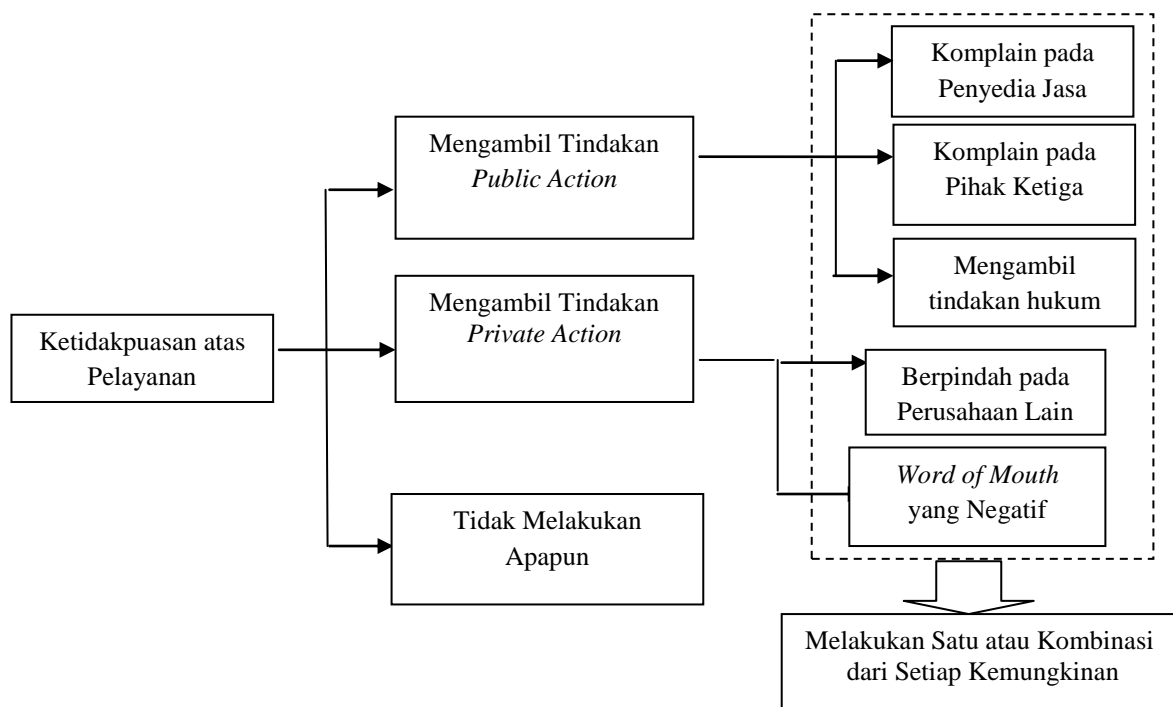 Ketidakpuasan atas
Pelayanan
Mengambil Tindakan
Public Action
Mengambil Tindakan
Private Action
Tidak Melakukan
Apapun
Komplain pada
Penyedia Jasa
Komplain pada
Pihak Ketiga
Mengambil
tindakan hukum
Berpindah pada
Perusahaan Lain
Word of Mouth
yang Negatif
Melakukan Satu atau Kombinasi
dari Setiap Kemungkinan